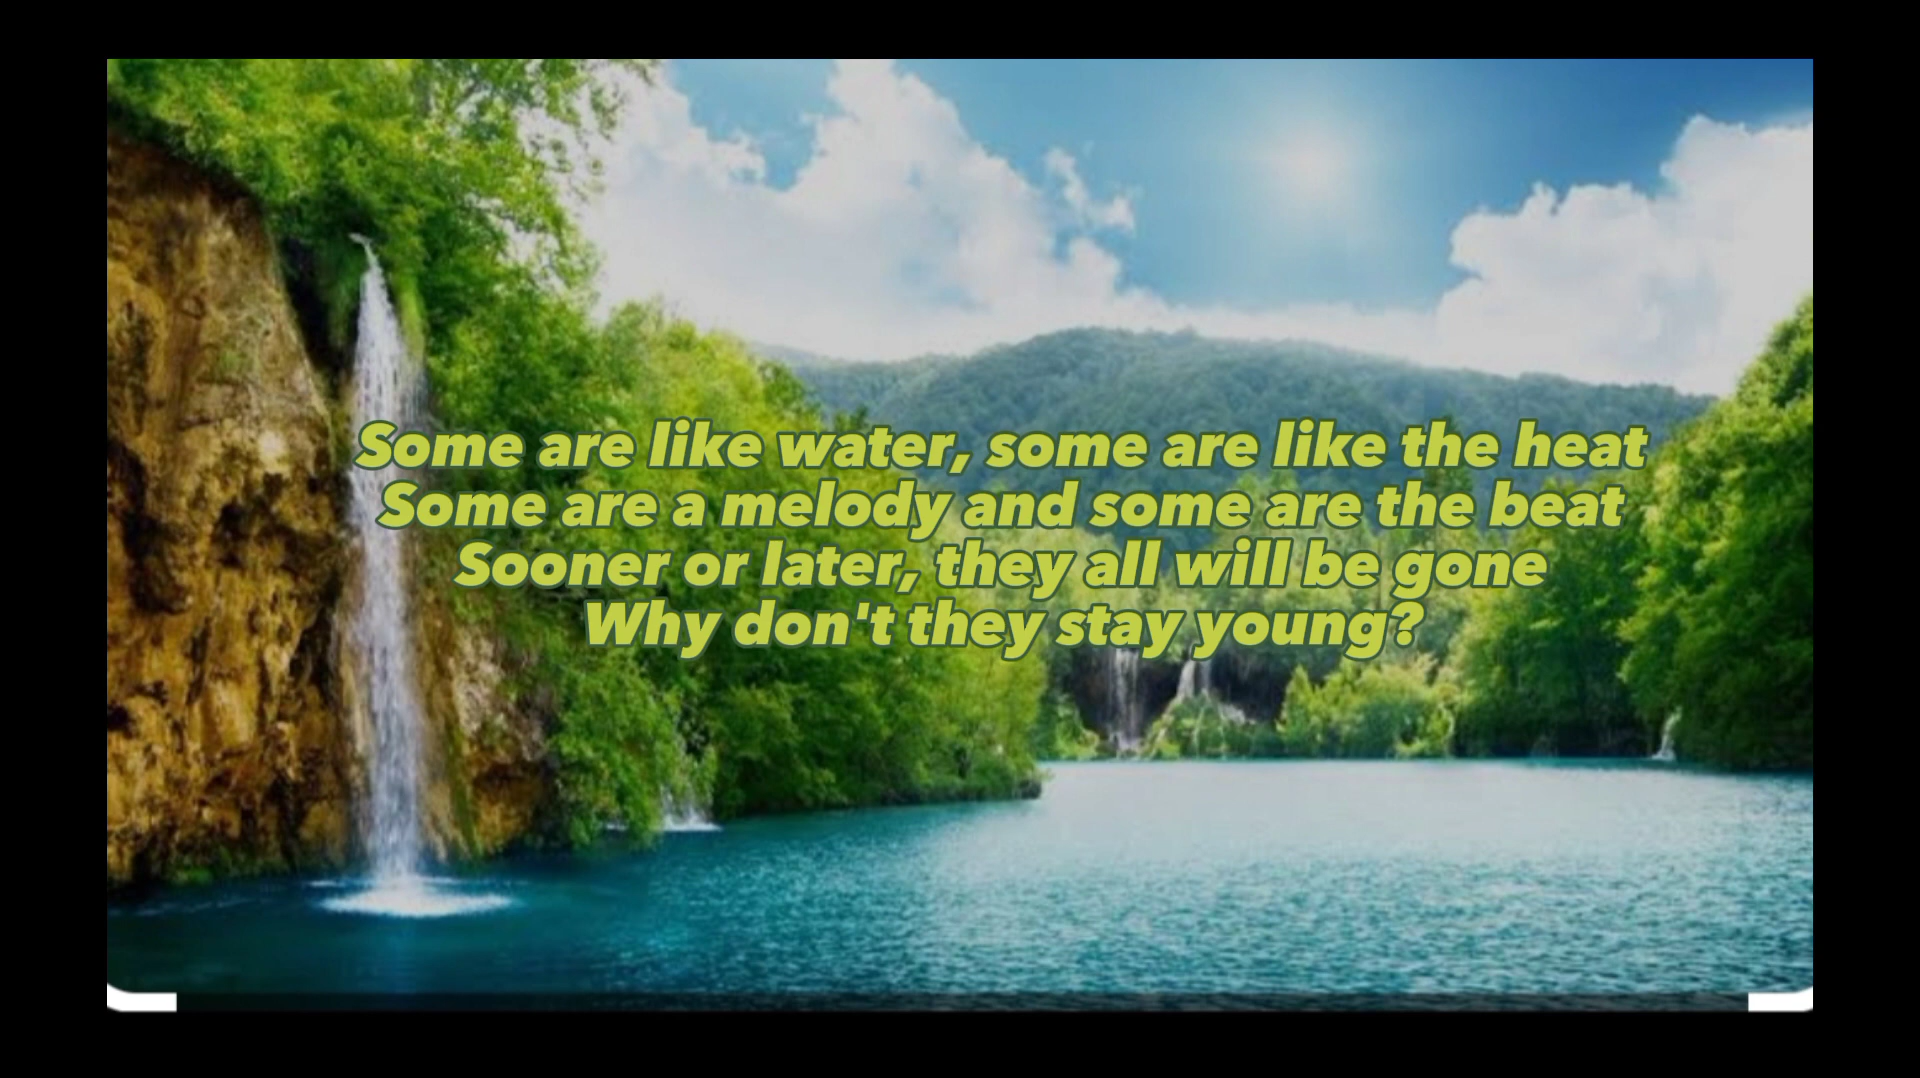 Some are like water, some are like the heat
Some are a melody and some are the beat
Sooner or later, they all will be gone
Why don't they stay young?